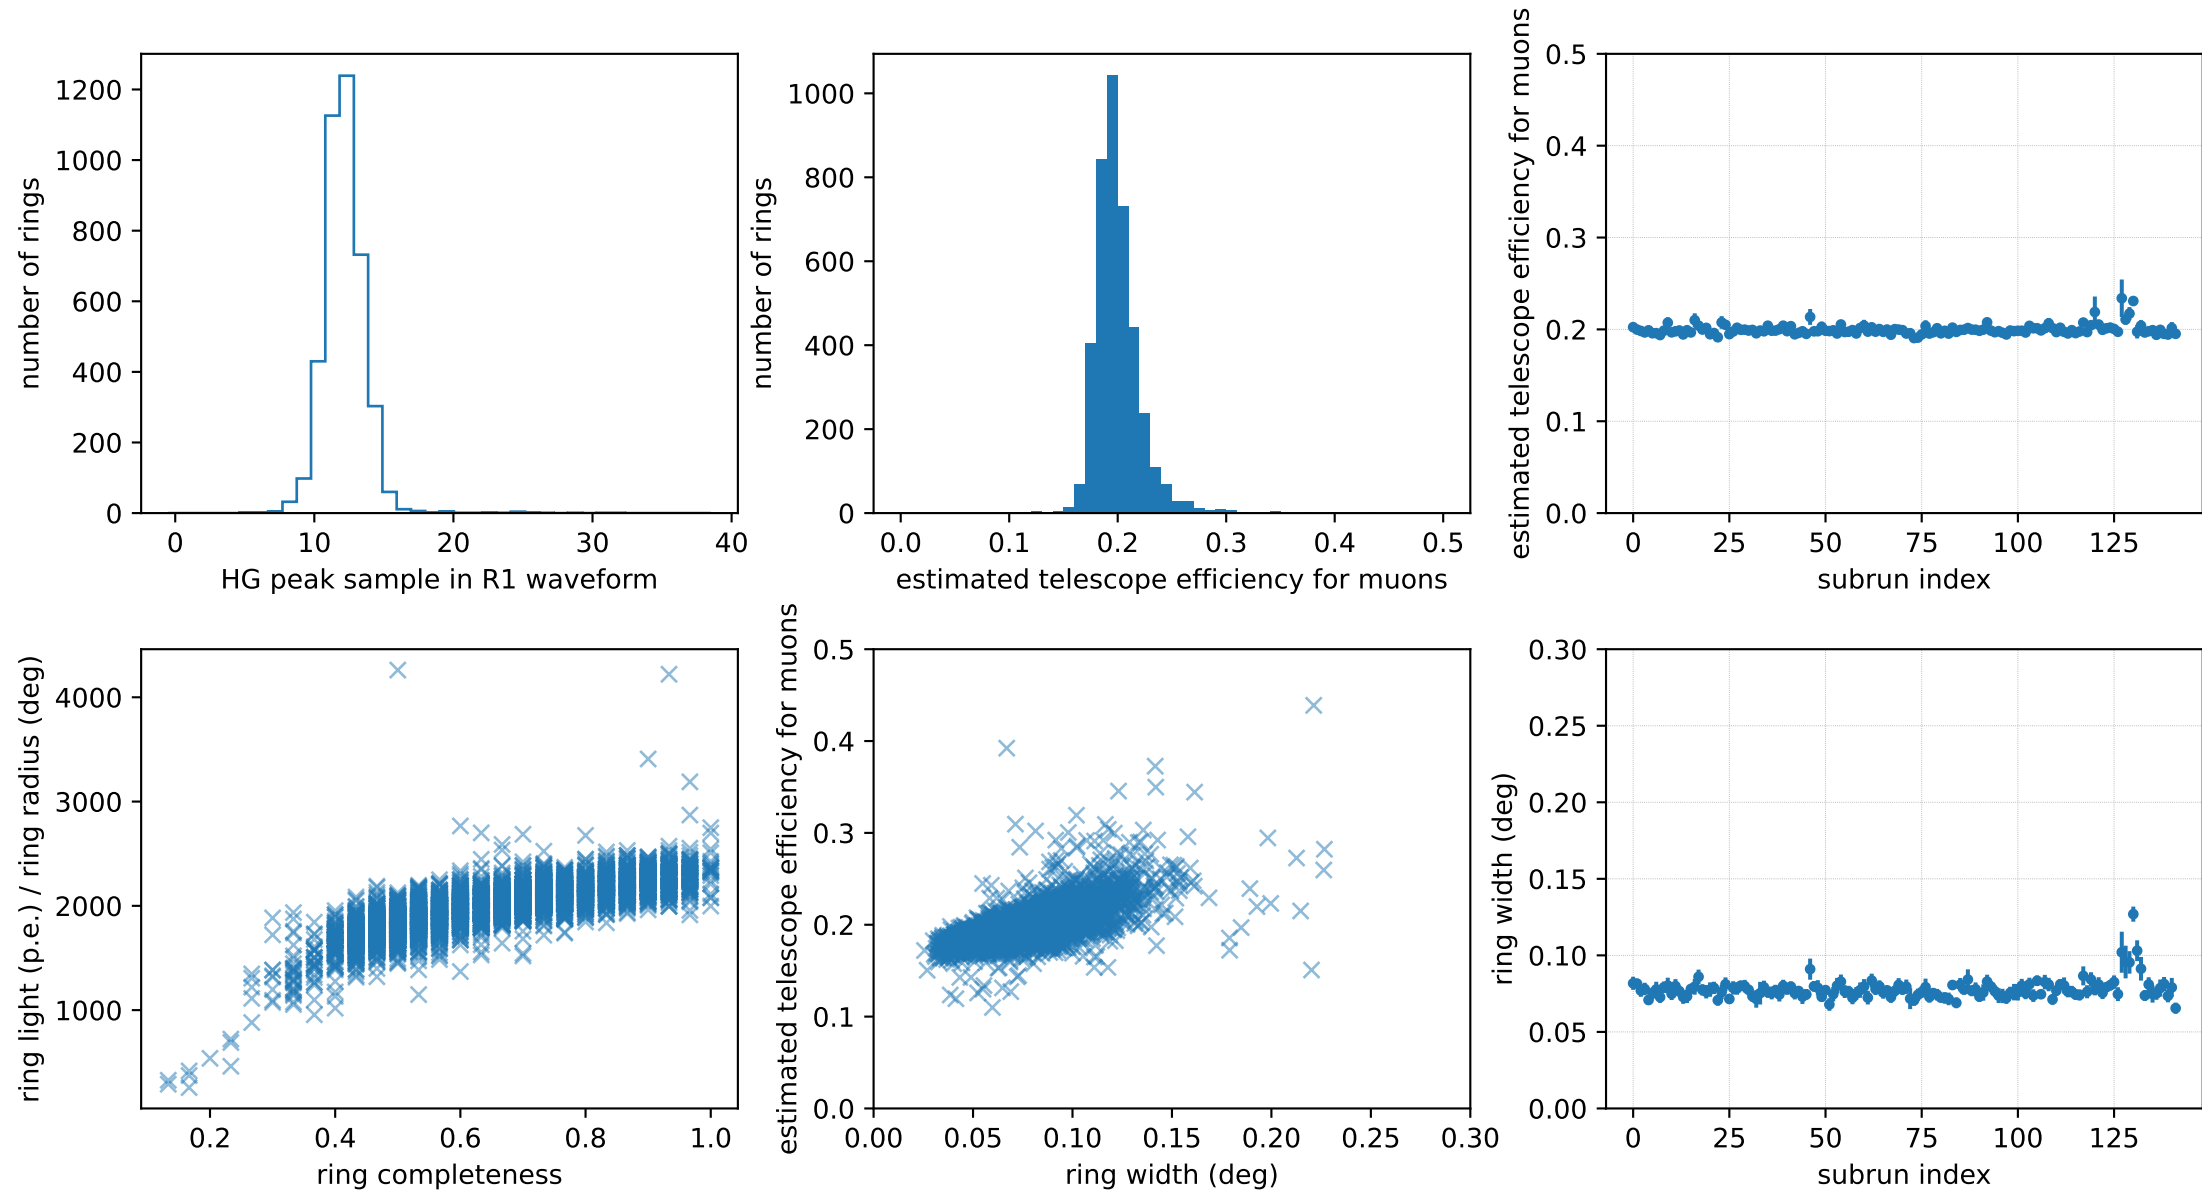 number of rings
1200
1000
800
600
400
200
0
0 10 20 30 40
HG peak sample in R1 waveform
number of rings
1000
800
600
400
200
0
0.0 0.1 0.2 0.3 0.4 0.5
estimated telescope efficiency for muons
estimated telescope efficiency for muons
0.5
0.4
0.3
0.2
0.1
0.0
0 25 50 75 100 125
subrun index
ring light (p.e.) / ring radius (deg)
4000
3000
2000
1000
0.2 0.4 0.6 0.8 1.0
ring completeness
estimated telescope efficiency for muons
0.5
0.4
0.3
0.2
0.1
0.0
0.00 0.05 0.10 0.15 0.20 0.25 0.30
ring width (deg)
ring width (deg)
0.30
0.25
0.20
0.15
0.10
0.05
0.00
0 25 50 75 100 125
subrun index